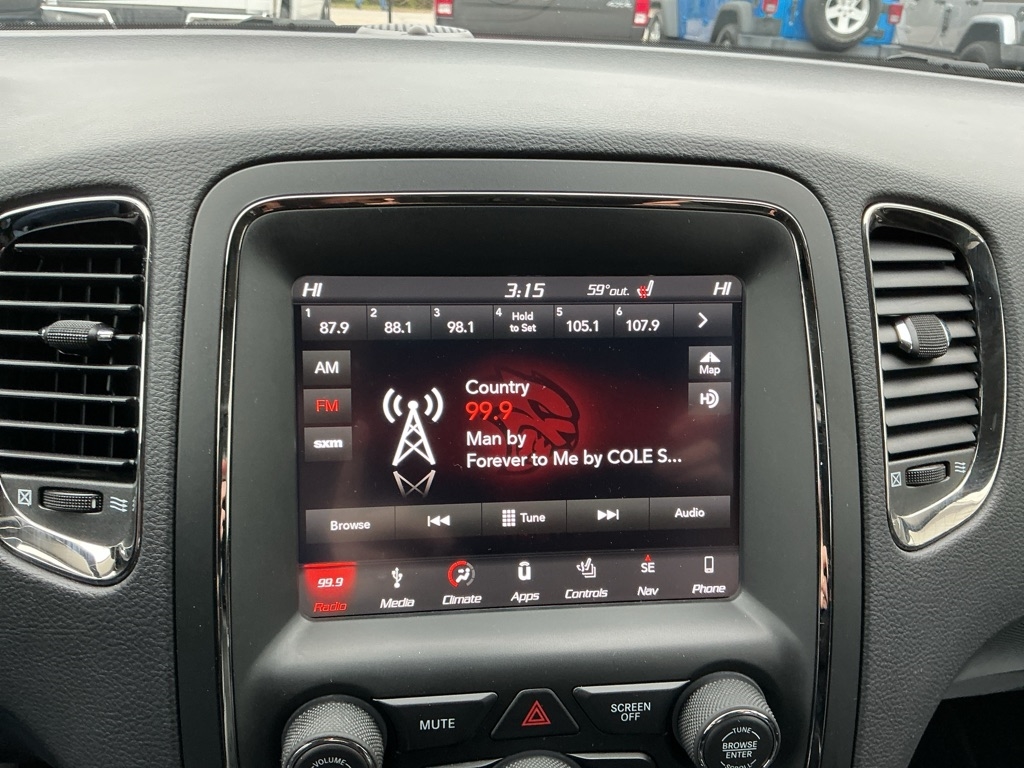 HI 3:15 59°out. HI
1 87.9 2 88.1 3 98.1 4 Hold to Set 5 105.1 6 107.9
AM
FM
sxm
Country
99.9
Man by
Forever to Me by COLE S...
Map
HD
Browse Tune Audio
99.9 SE
Radio Media Climate Apps Controls Nav Phone
MUTE
SCREEN OFF
VOLUME
TUNE
BROWSE
ENTER
SCROLL